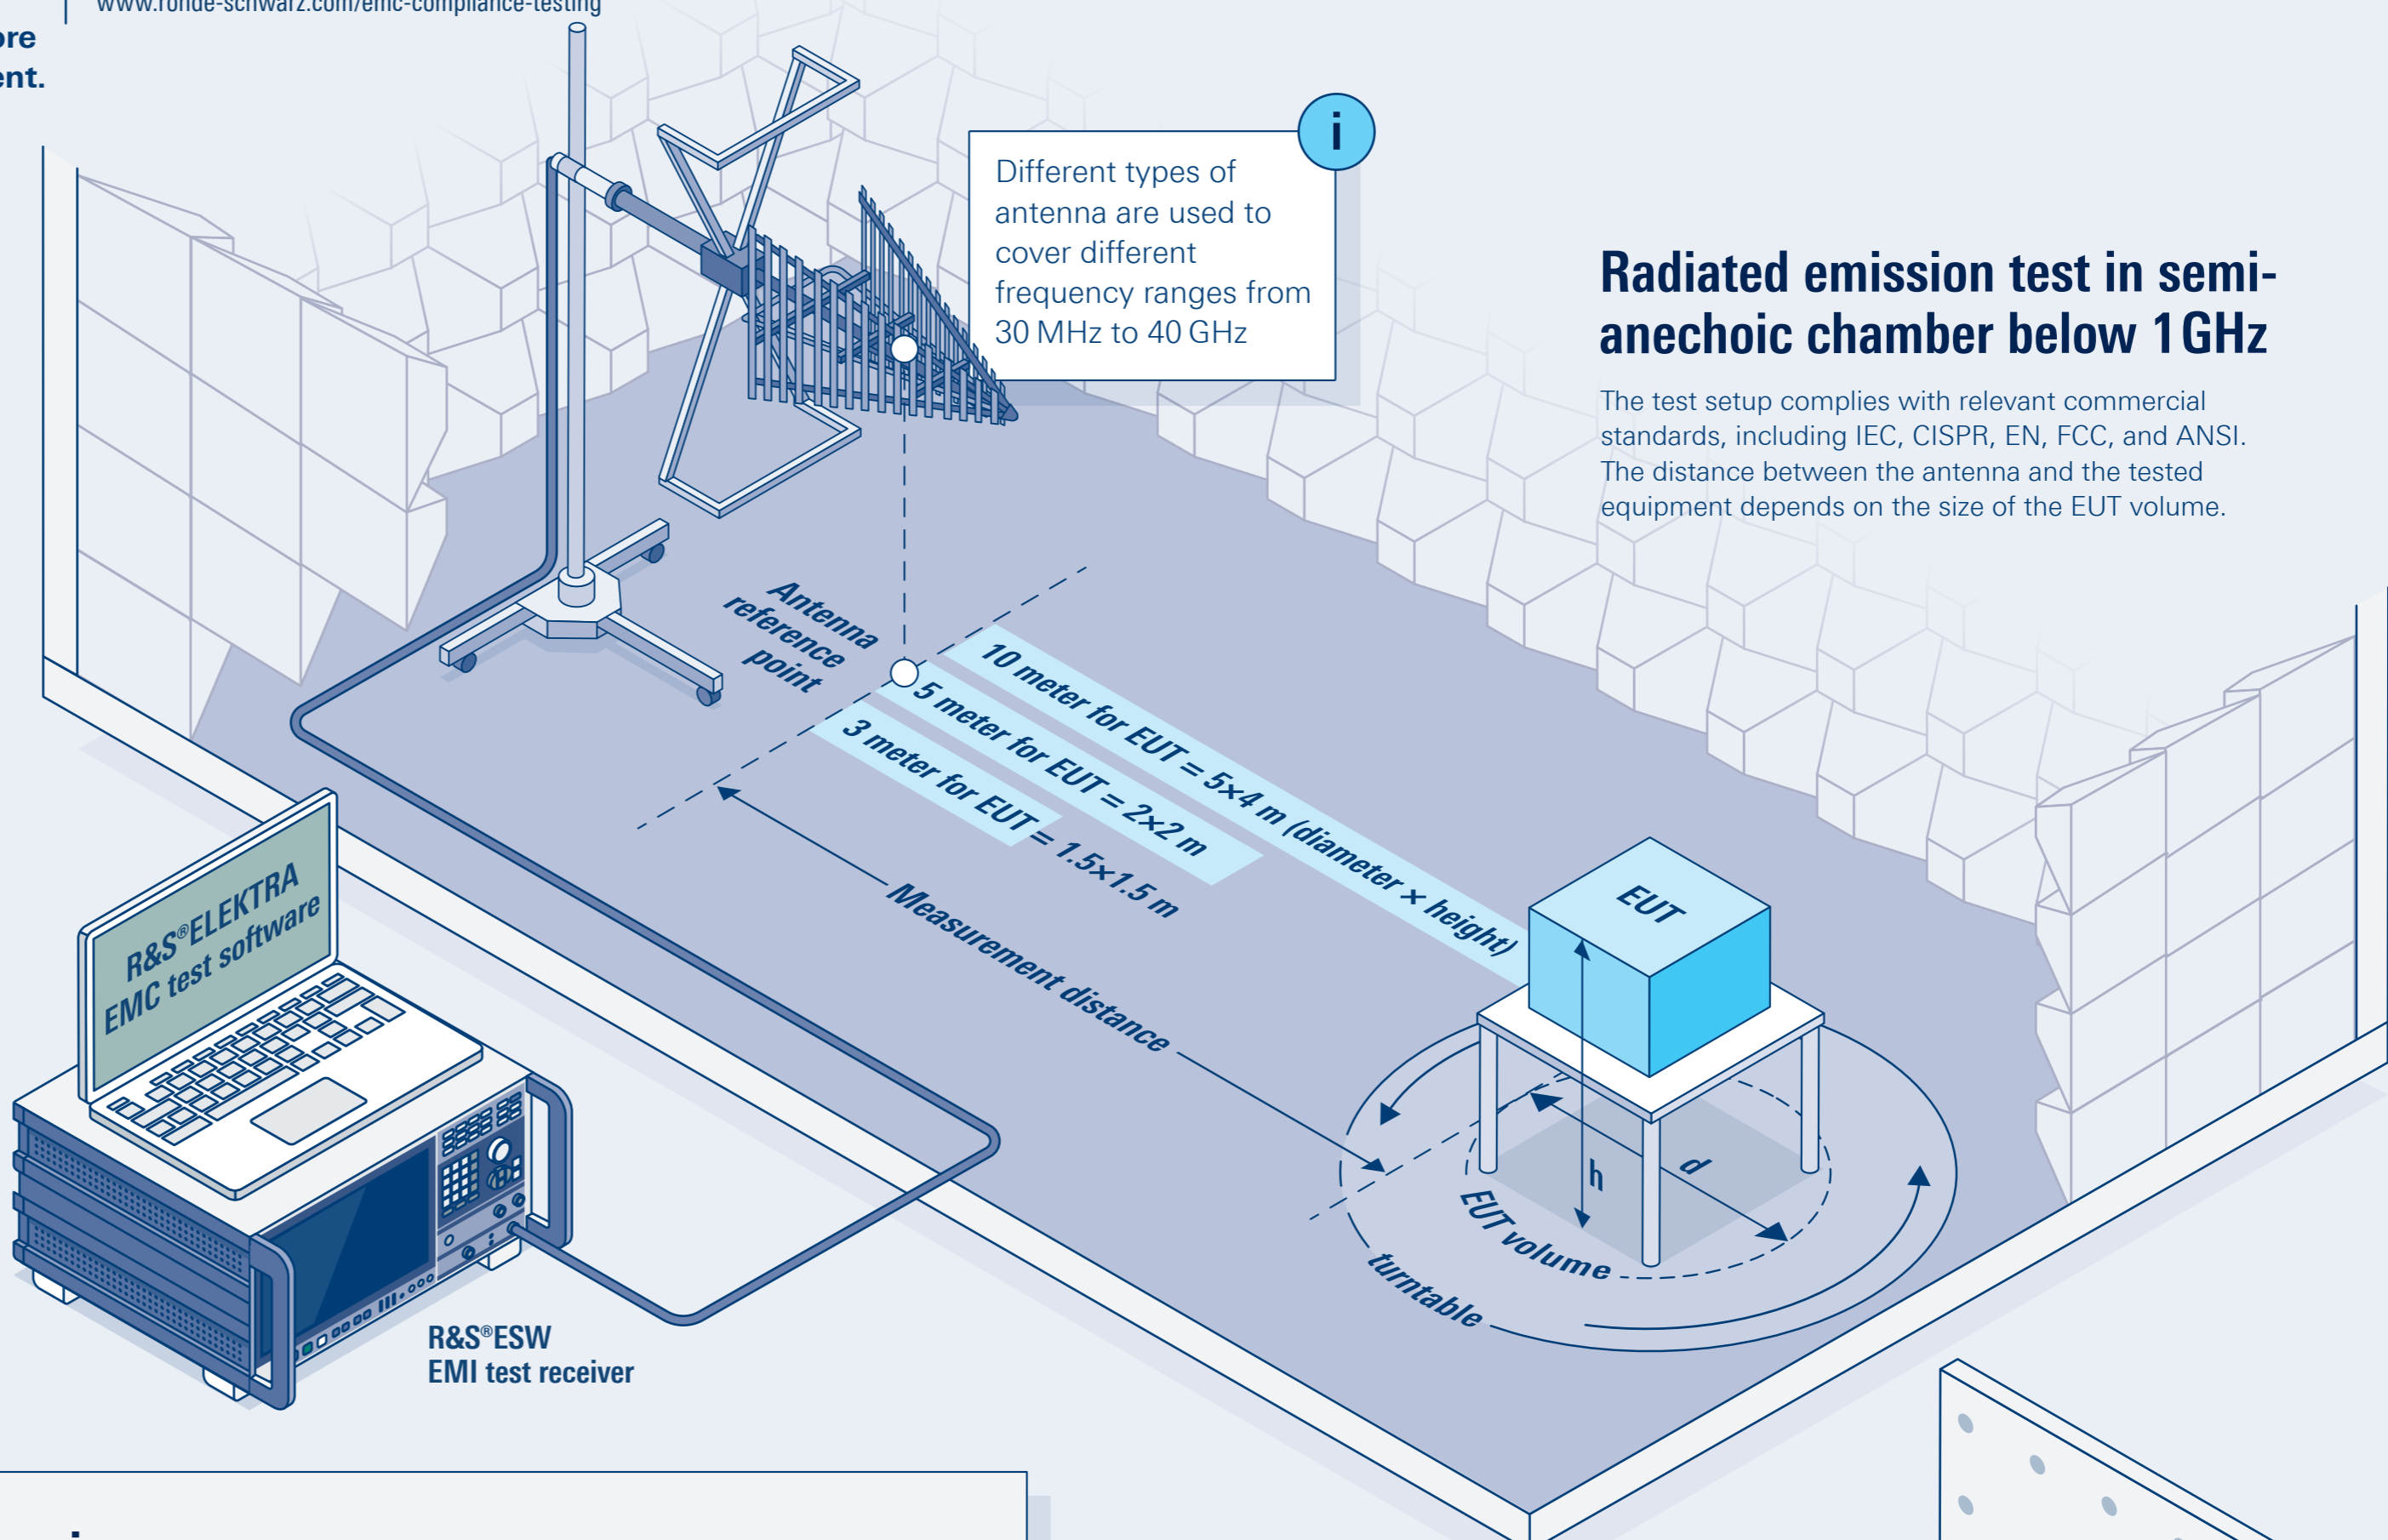 www.rohde-schwarz.com/emc-compliance-testing
Different types of
antenna are used to
cover different
frequency ranges from
30 MHz to 40 GHz
i
Radiated emission test in semi-
anechoic chamber below 1 GHz
The test setup complies with relevant commercial
standards, including IEC, CISPR, EN, FCC, and ANSI.
The distance between the antenna and the tested
equipment depends on the size of the EUT volume.
Antenna
reference
point
10 meter for EUT = 5×4 m (diameter × height)
5 meter for EUT = 2×2 m
3 meter for EUT = 1.5×1.5 m
Measurement distance
EUT
h
d
EUT volume
turntable
R&S®ELEKTRA
EMC test software
R&S®ESW
EMI test receiver